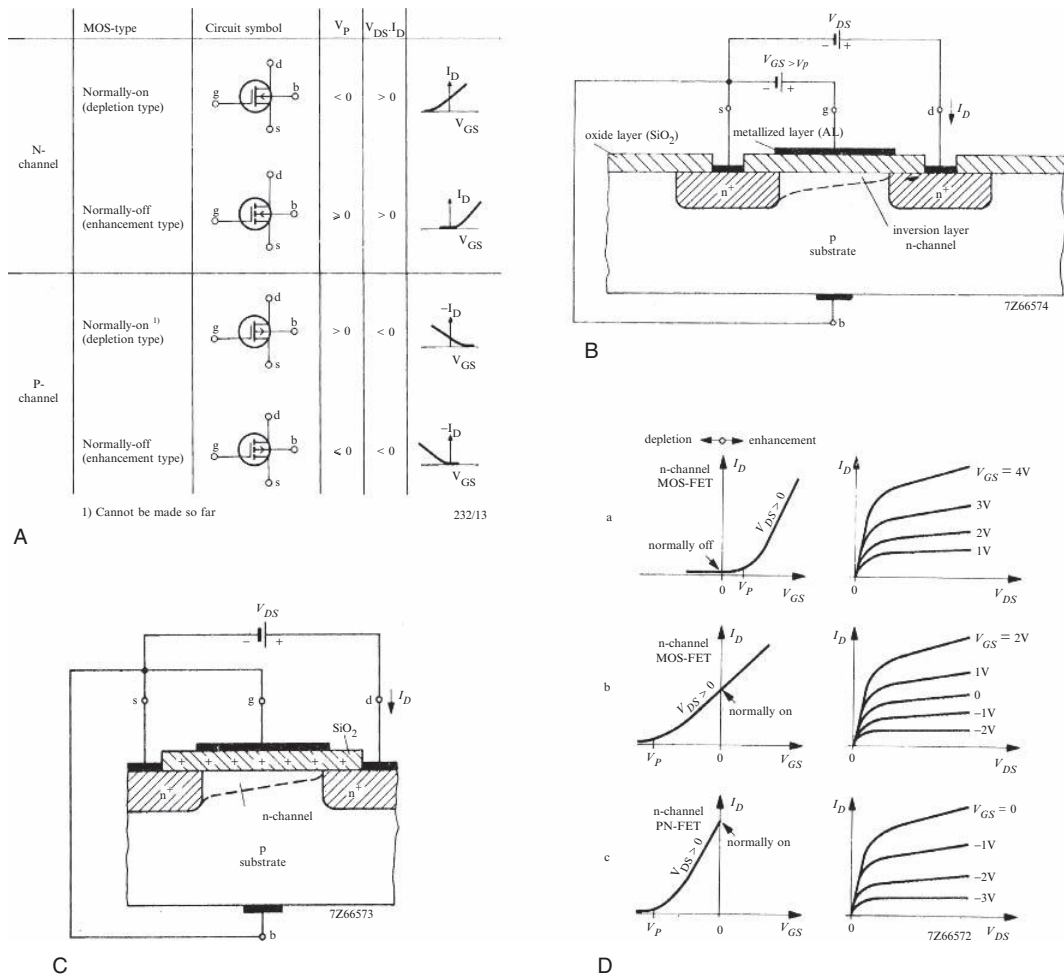 MOS-type Circuit symbol V_P V_DS.I_D
N-
channel
Normally-on
(depletion type)
d
g
b
s
< 0
> 0
I_D
V_GS
Normally-off
(enhancement type)
d
g
b
s
⩾ 0
> 0
I_D
V_GS
P-
channel
Normally-on 1)
(depletion type)
d
g
b
s
> 0
< 0
−I_D
V_GS
Normally-off
(enhancement type)
d
g
b
s
⩽ 0
< 0
−I_D
V_GS
1) Cannot be made so far 232/13
A
V_DS
− +
V_GS > Vp
− +
s g d I_D
oxide layer (SiO2) metallized layer (AL)
n+ n+
inversion layer
n-channel
p
substrate
7Z66574
b
B
V_DS
− +
s g d I_D
SiO2
+ + + + + + +
n+ n+
n-channel
p
substrate
7Z66573
b
C
depletion enhancement
a
n-channel
MOS-FET
I_D
V_DS > 0
normally off
0 V_P V_GS
I_D
V_GS = 4V
3V
2V
1V
0 V_DS
b
n-channel
MOS-FET
I_D
V_DS > 0
normally on
V_P 0 V_GS
I_D
V_GS = 2V
1V
0
−1V
−2V
0 V_DS
c
n-channel
PN-FET
I_D
V_DS > 0
normally on
V_P 0 V_GS
I_D
V_GS = 0
−1V
−2V
−3V
0 7Z66572 V_DS
D